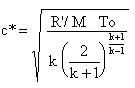 c*= √ R'/ M To
k ( 2 / k+1 ) k+1 / k-1